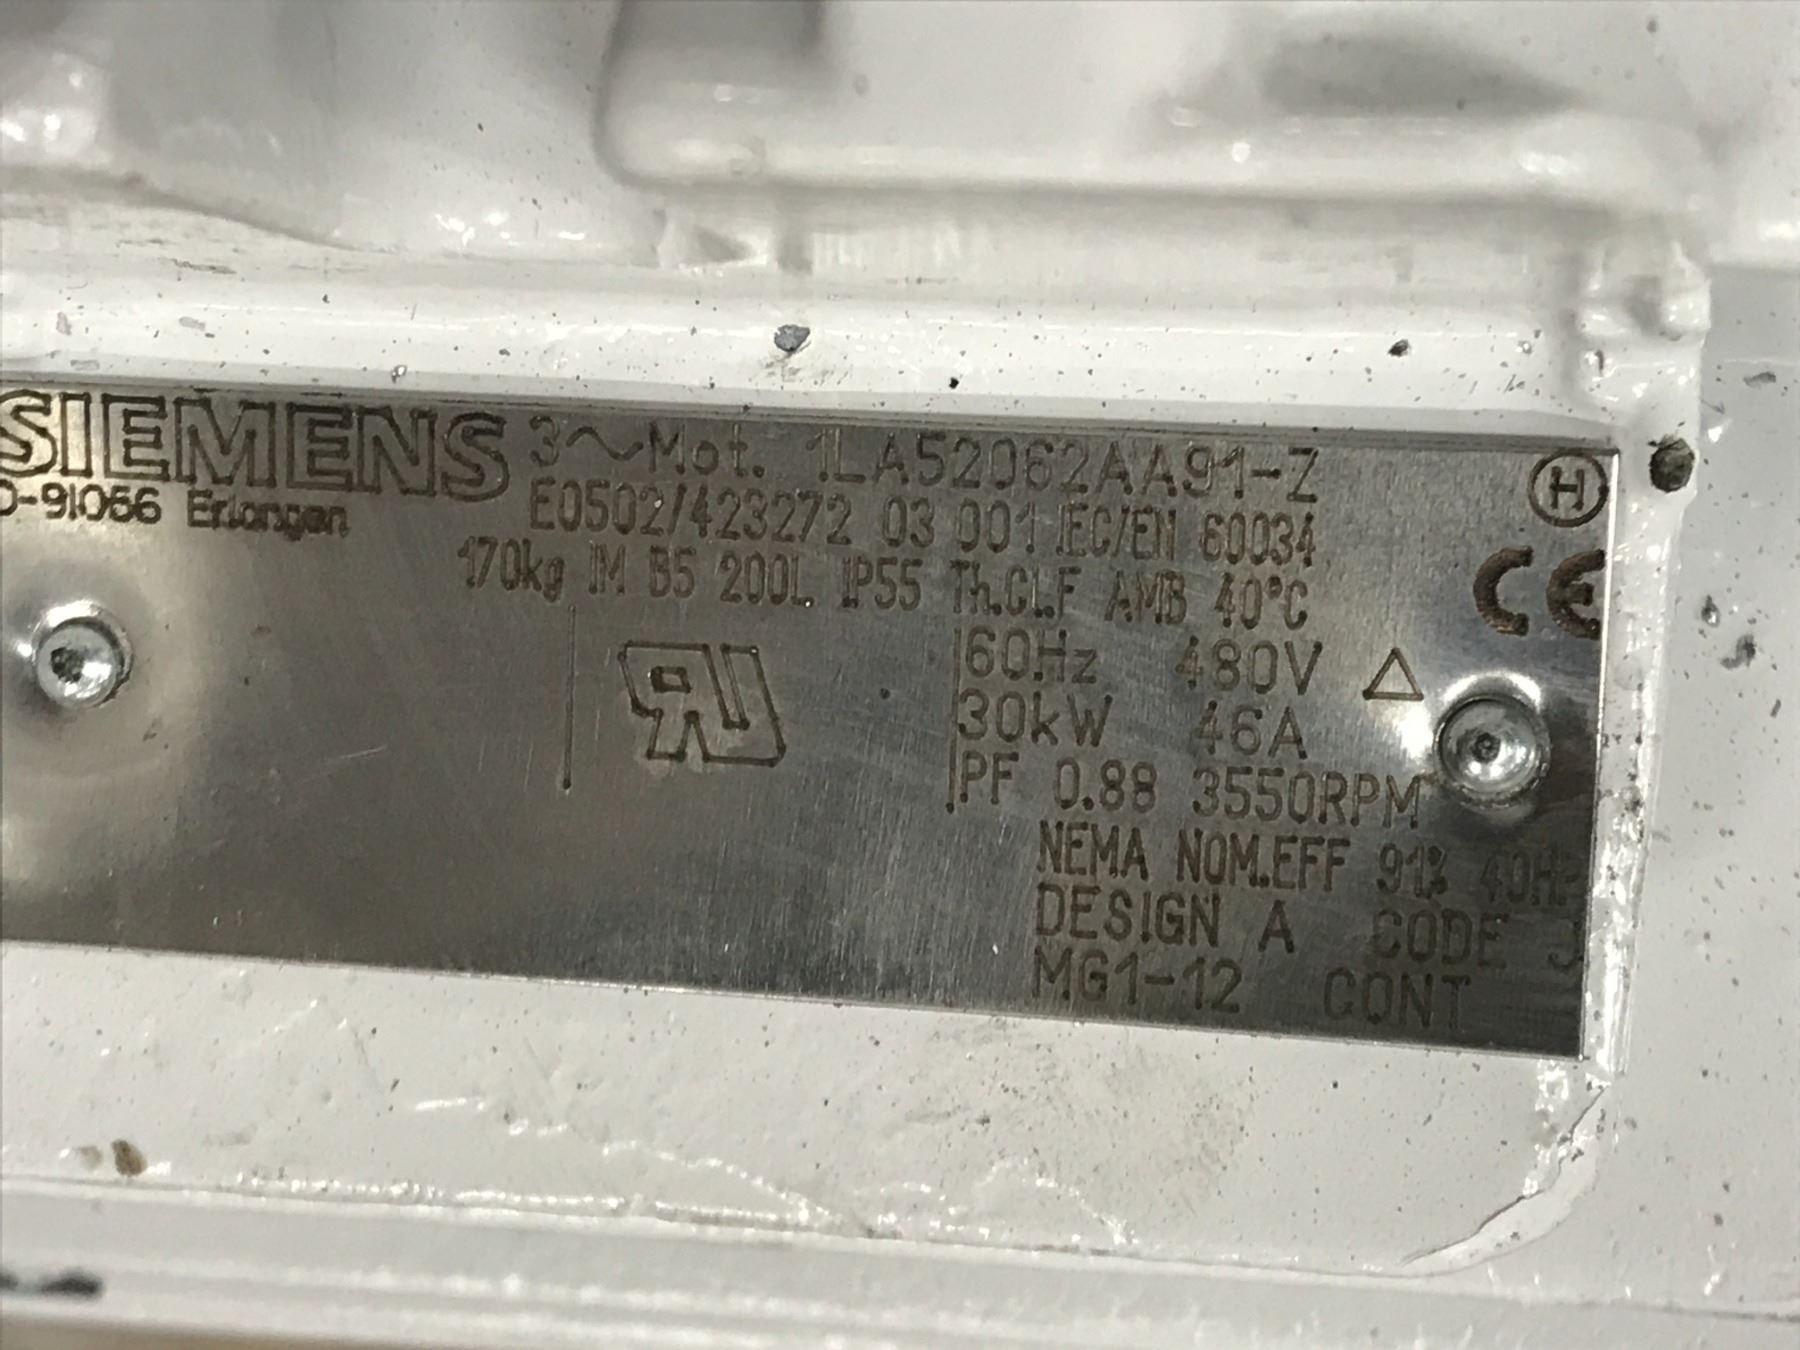 SIEMENS 3~Mot. 1LA52062AA91-Z H
D-91056 Erlangen E0502/423272 03 001 IEC/EN 60034
170kg IM B5 200L IP55 Th.Cl.F AMB 40°C CE
60Hz 480V △
30kW 46A
PF 0.88 3550RPM
NEMA NOM.EFF 91% 40HP
DESIGN A CODE J
MG1-12 CONT